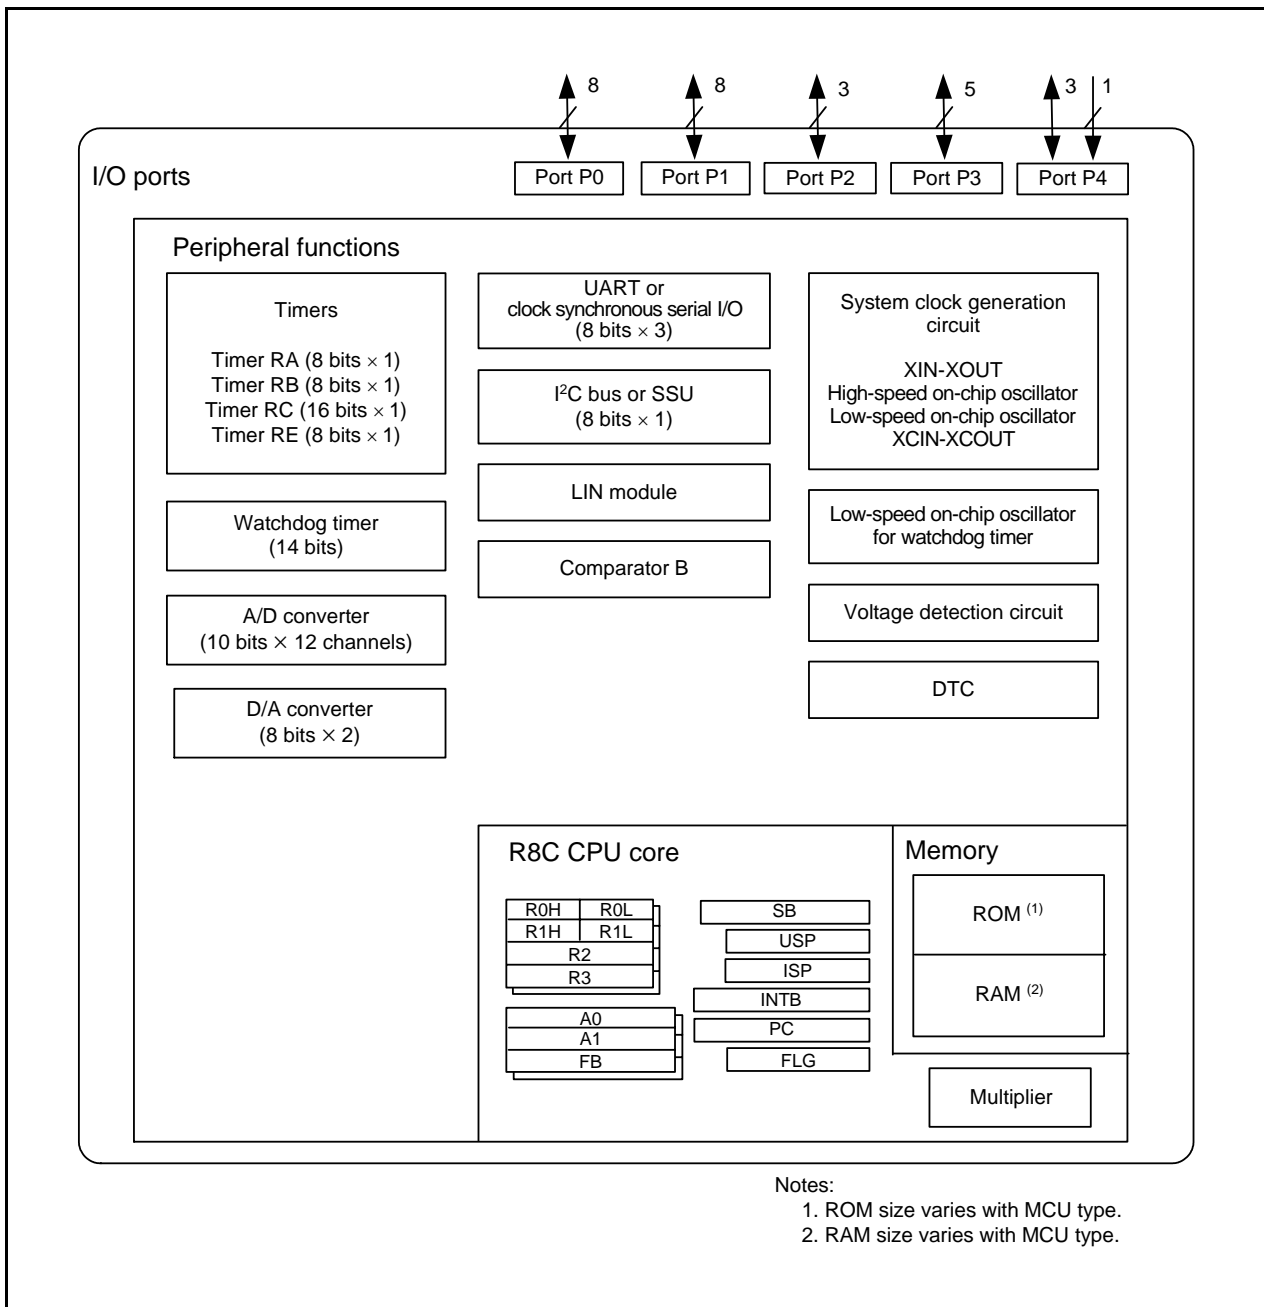 8 8 3 5 3 1
I/O ports
Port P0 Port P1 Port P2 Port P3 Port P4
Peripheral functions
Timers
Timer RA (8 bits × 1)
Timer RB (8 bits × 1)
Timer RC (16 bits × 1)
Timer RE (8 bits × 1)
Watchdog timer
(14 bits)
A/D converter
(10 bits × 12 channels)
D/A converter
(8 bits × 2)
UART or
clock synchronous serial I/O
(8 bits × 3)
I²C bus or SSU
(8 bits × 1)
LIN module
Comparator B
System clock generation
circuit
XIN-XOUT
High-speed on-chip oscillator
Low-speed on-chip oscillator
XCIN-XCOUT
Low-speed on-chip oscillator
for watchdog timer
Voltage detection circuit
DTC
R8C CPU core
R0H R0L
R1H R1L
R2
R3
A0
A1
FB
SB
USP
ISP
INTB
PC
FLG
Memory
ROM (1)
RAM (2)
Multiplier
Notes:
1. ROM size varies with MCU type.
2. RAM size varies with MCU type.